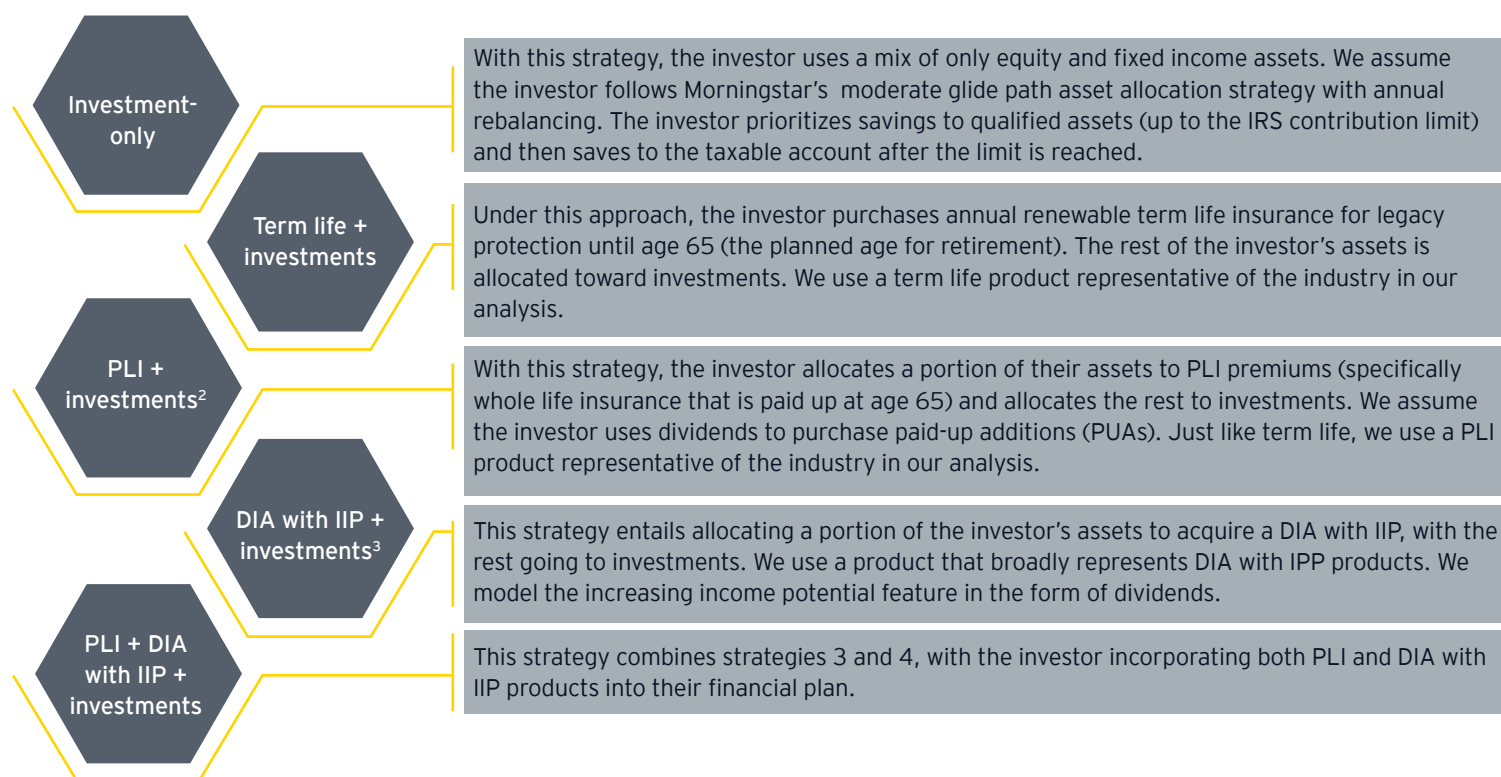 Investment-
only
With this strategy, the investor uses a mix of only equity and fixed income assets. We assume
the investor follows Morningstar's  moderate glide path asset allocation strategy with annual
rebalancing. The investor prioritizes savings to qualified assets (up to the IRS contribution limit)
and then saves to the taxable account after the limit is reached.
Term life +
investments
Under this approach, the investor purchases annual renewable term life insurance for legacy
protection until age 65 (the planned age for retirement). The rest of the investor's assets is
allocated toward investments. We use a term life product representative of the industry in our
analysis.
PLI +
investments²
With this strategy, the investor allocates a portion of their assets to PLI premiums (specifically
whole life insurance that is paid up at age 65) and allocates the rest to investments. We assume
the investor uses dividends to purchase paid-up additions (PUAs). Just like term life, we use a PLI
product representative of the industry in our analysis.
DIA with IIP +
investments³
This strategy entails allocating a portion of the investor's assets to acquire a DIA with IIP, with the
rest going to investments. We use a product that broadly represents DIA with IPP products. We
model the increasing income potential feature in the form of dividends.
PLI + DIA
with IIP +
investments
This strategy combines strategies 3 and 4, with the investor incorporating both PLI and DIA with
IIP products into their financial plan.